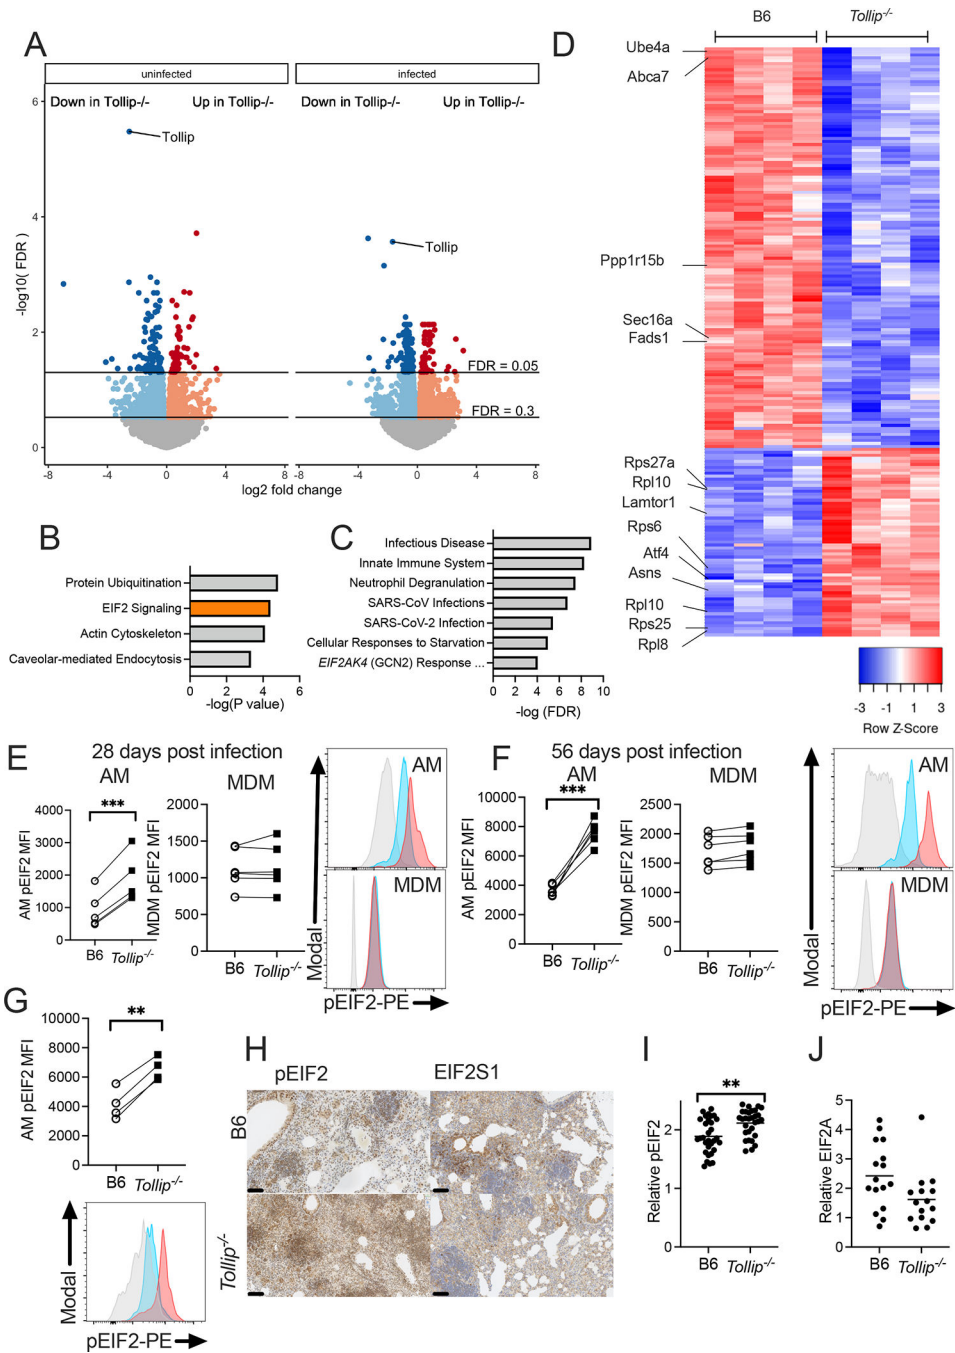 A
uninfected
infected
Down in Tollip-/-
Up in Tollip-/-
Down in Tollip-/-
Up in Tollip-/-
Tollip
Tollip
FDR = 0.05
FDR = 0.3
-log10( FDR )
6
4
2
0
-8
-4
0
4
8
-8
-4
0
4
8
log2 fold change
B
Protein Ubiquitination
EIF2 Signaling
Actin Cytoskeleton
Caveolar-mediated Endocytosis
0
2
4
6
-log(P value)
C
Infectious Disease
Innate Immune System
Neutrophil Degranulation
SARS-CoV Infections
SARS-CoV-2 Infection
Cellular Responses to Starvation
EIF2AK4 (GCN2) Response ...
0
2
4
6
8
10
-log (FDR)
D
B6
Tollip-/-
Ube4a
Abca7
Ppp1r15b
Sec16a
Fads1
Rps27a
Rpl10
Lamtor1
Rps6
Atf4
Asns
Rpl10
Rps25
Rpl8
-3
-1
1
3
Row Z-Score
E
28 days post infection
AM
***
AM pEIF2 MFI
4000
3000
2000
1000
0
B6
Tollip-/-
MDM
MDM pEIF2 MFI
2000
1500
1000
500
0
B6
Tollip-/-
AM
MDM
Modal
pEIF2-PE
F
56 days post infection
AM
***
AM pEIF2 MFI
10000
8000
6000
4000
2000
0
B6
Tollip-/-
MDM
MDM pEIF2 MFI
2500
2000
1500
1000
500
0
B6
Tollip-/-
AM
MDM
Modal
pEIF2-PE
G
**
AM pEIF2 MFI
10000
8000
6000
4000
2000
0
B6
Tollip-/-
Modal
pEIF2-PE
H
pEIF2
EIF2S1
B6
Tollip-/-
I
**
Relative pEIF2
2
1
0
B6
Tollip-/-
J
Relative EIF2A
5
4
3
2
1
0
B6
Tollip-/-